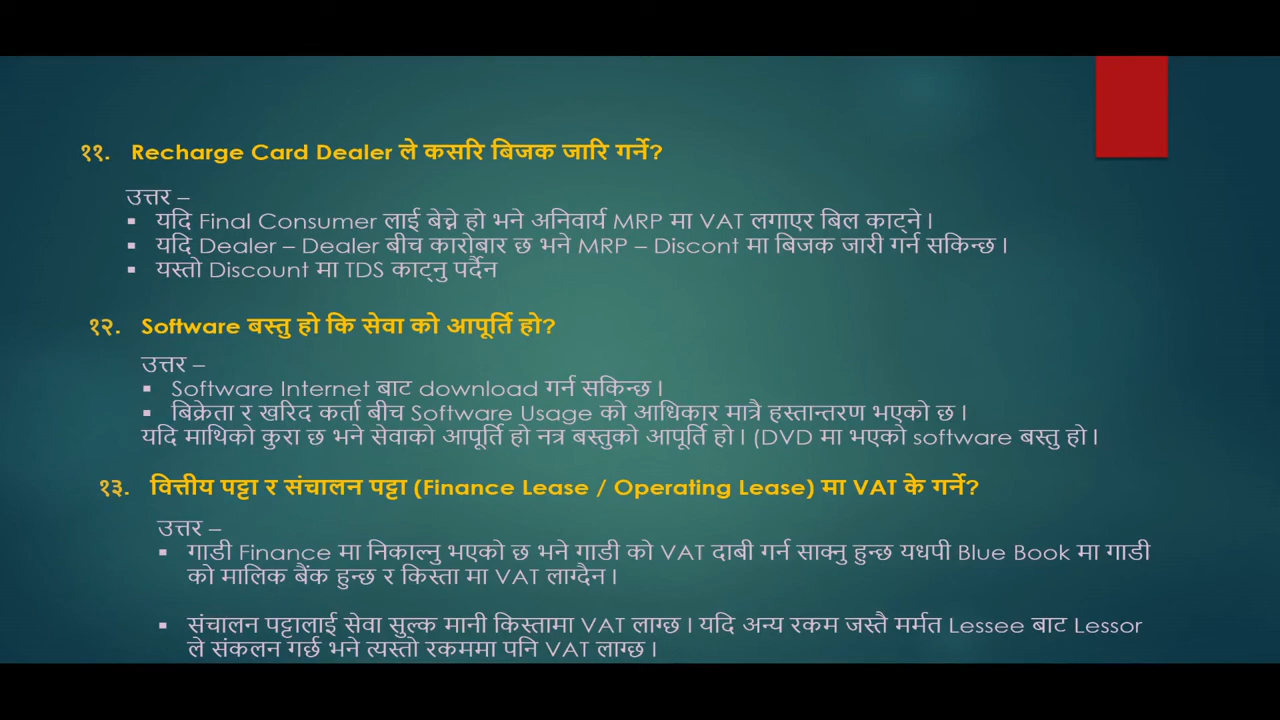 ११. Recharge Card Dealer ले कसरि बिजक जारि गर्ने?
उत्तर –
▪ यदि Final Consumer लाई बेच्ने हो भने अनिवार्य MRP मा VAT लगाएर बिल काट्ने ।
▪ यदि Dealer – Dealer बीच कारोबार छ भने MRP – Discont मा बिजक जारी गर्न सकिन्छ ।
▪ यस्तो Discount मा TDS काट्नु पर्दैन
१२. Software बस्तु हो कि सेवा को आपूर्ति हो?
उत्तर –
▪ Software Internet बाट download गर्न सकिन्छ ।
▪ बिक्रेता र खरिद कर्ता बीच Software Usage को आधिकार मात्रै हस्तान्तरण भएको छ ।
यदि माथिको कुरा छ भने सेवाको आपूर्ति हो नत्र बस्तुको आपूर्ति हो । (DVD मा भएको software बस्तु हो ।
१३. वित्तीय पट्टा र संचालन पट्टा (Finance Lease / Operating Lease) मा VAT के गर्ने?
उत्तर –
▪ गाडी Finance मा निकाल्नु भएको छ भने गाडी को VAT दाबी गर्न साक्नु हुन्छ यधपी Blue Book मा गाडी
को मालिक बैंक हुन्छ र किस्ता मा VAT लाग्दैन ।
▪ संचालन पट्टालाई सेवा सुल्क मानी किस्तामा VAT लाग्छ । यदि अन्य रकम जस्तै मर्मत Lessee बाट Lessor
ले संकलन गर्छ भने त्यस्तो रकममा पनि VAT लाग्छ ।